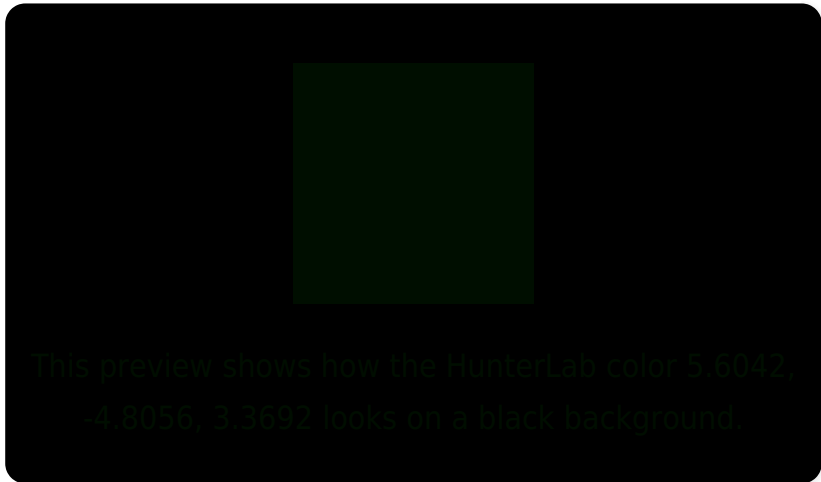 This preview shows how the HunterLab color 5.6042,
-4.8056, 3.3692 looks on a black background.